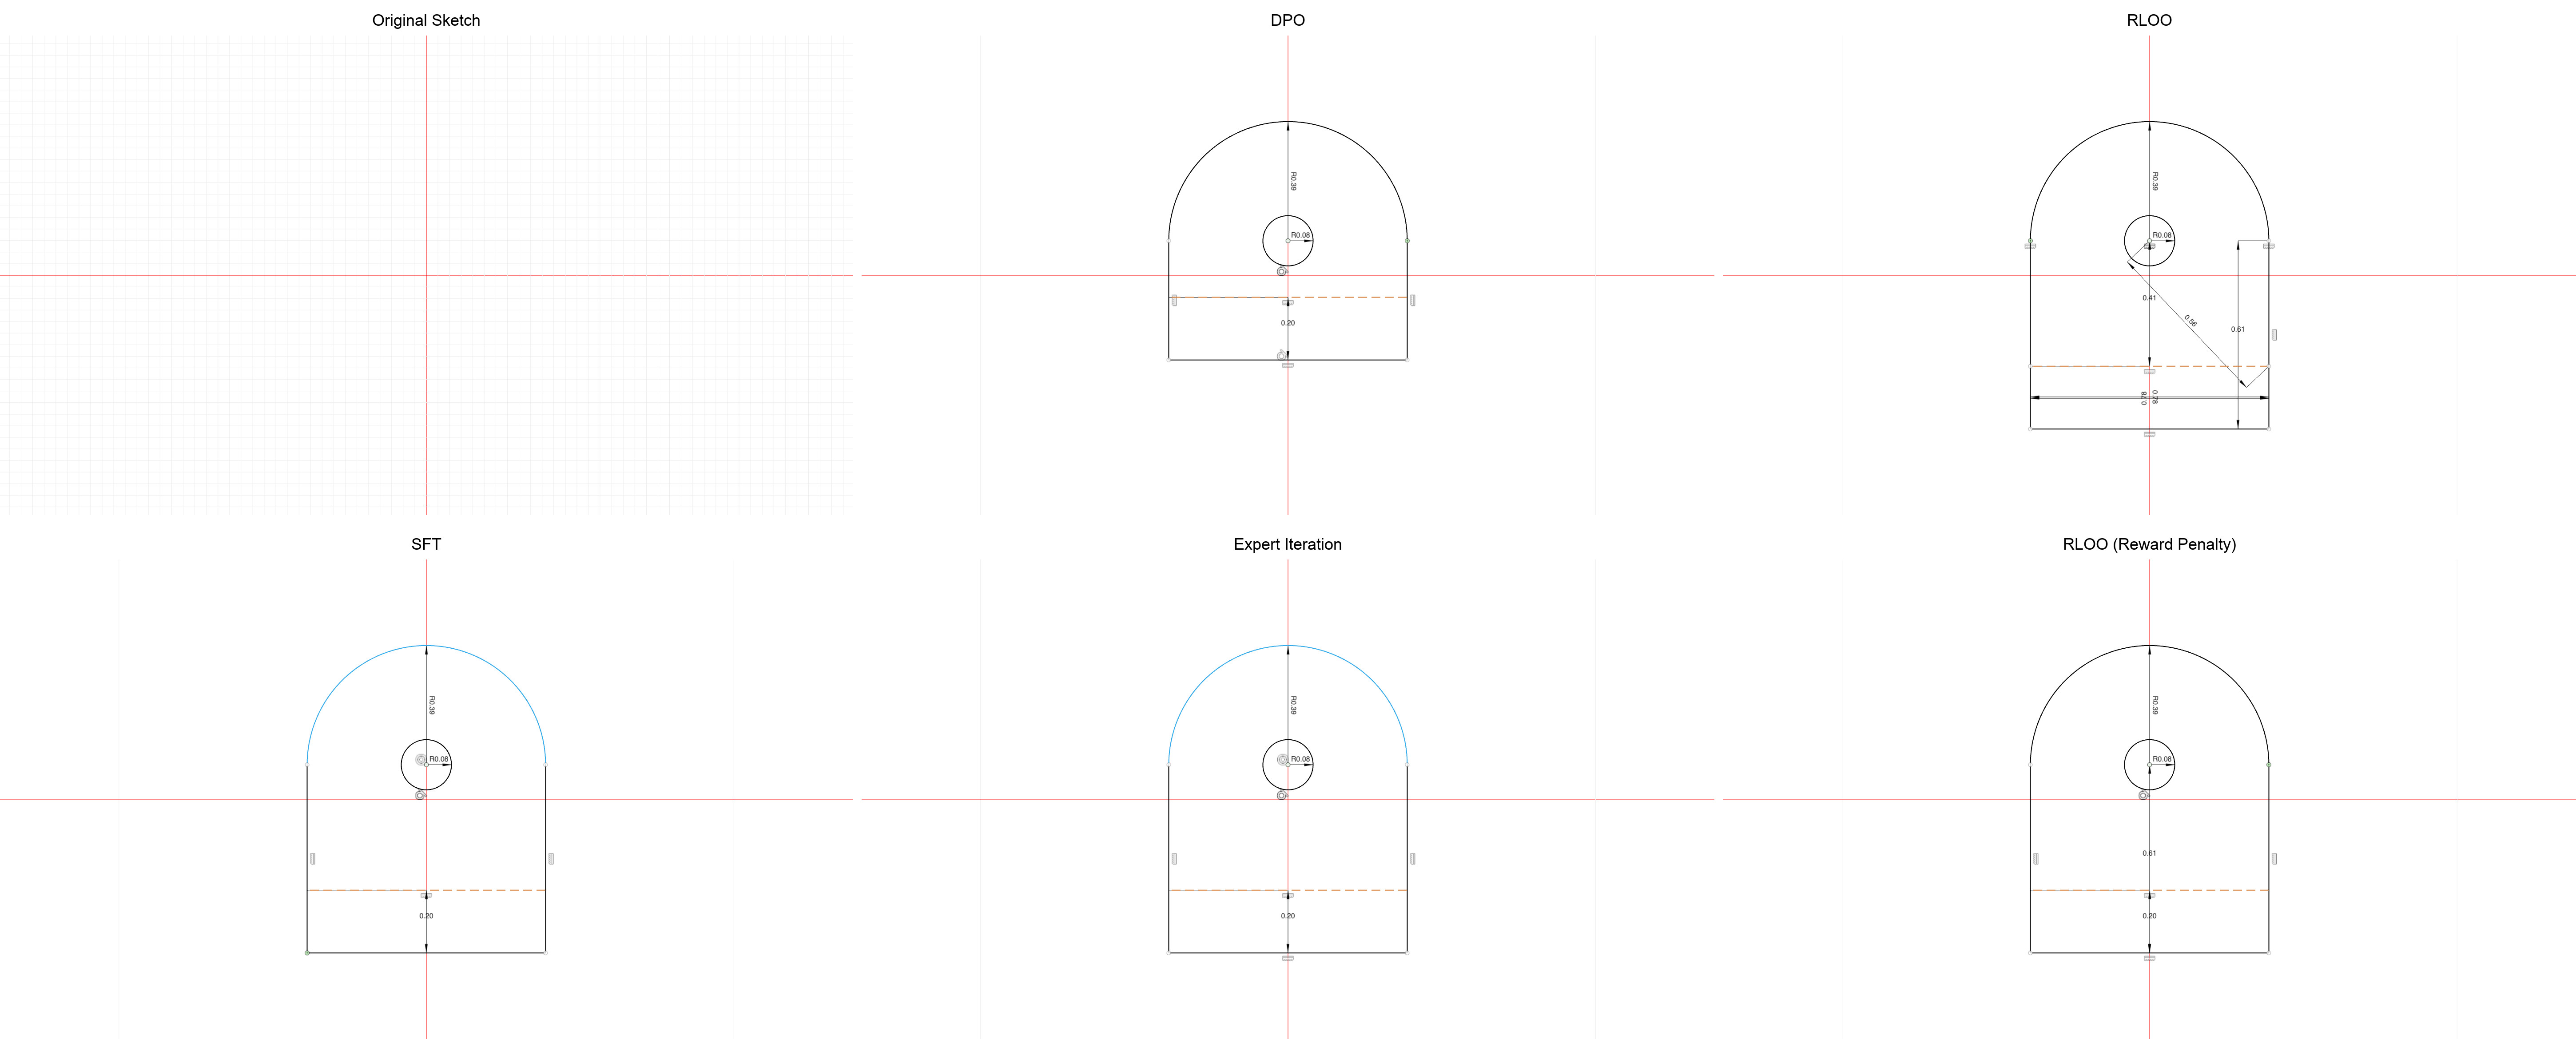 Original Sketch
DPO
R0.39
R0.08
0.20
RLOO
R0.39
R0.08
0.41
0.56
0.61
0.78
0.78
SFT
R0.39
R0.08
0.20
Expert Iteration
R0.39
R0.08
0.20
RLOO (Reward Penalty)
R0.39
R0.08
0.61
0.20